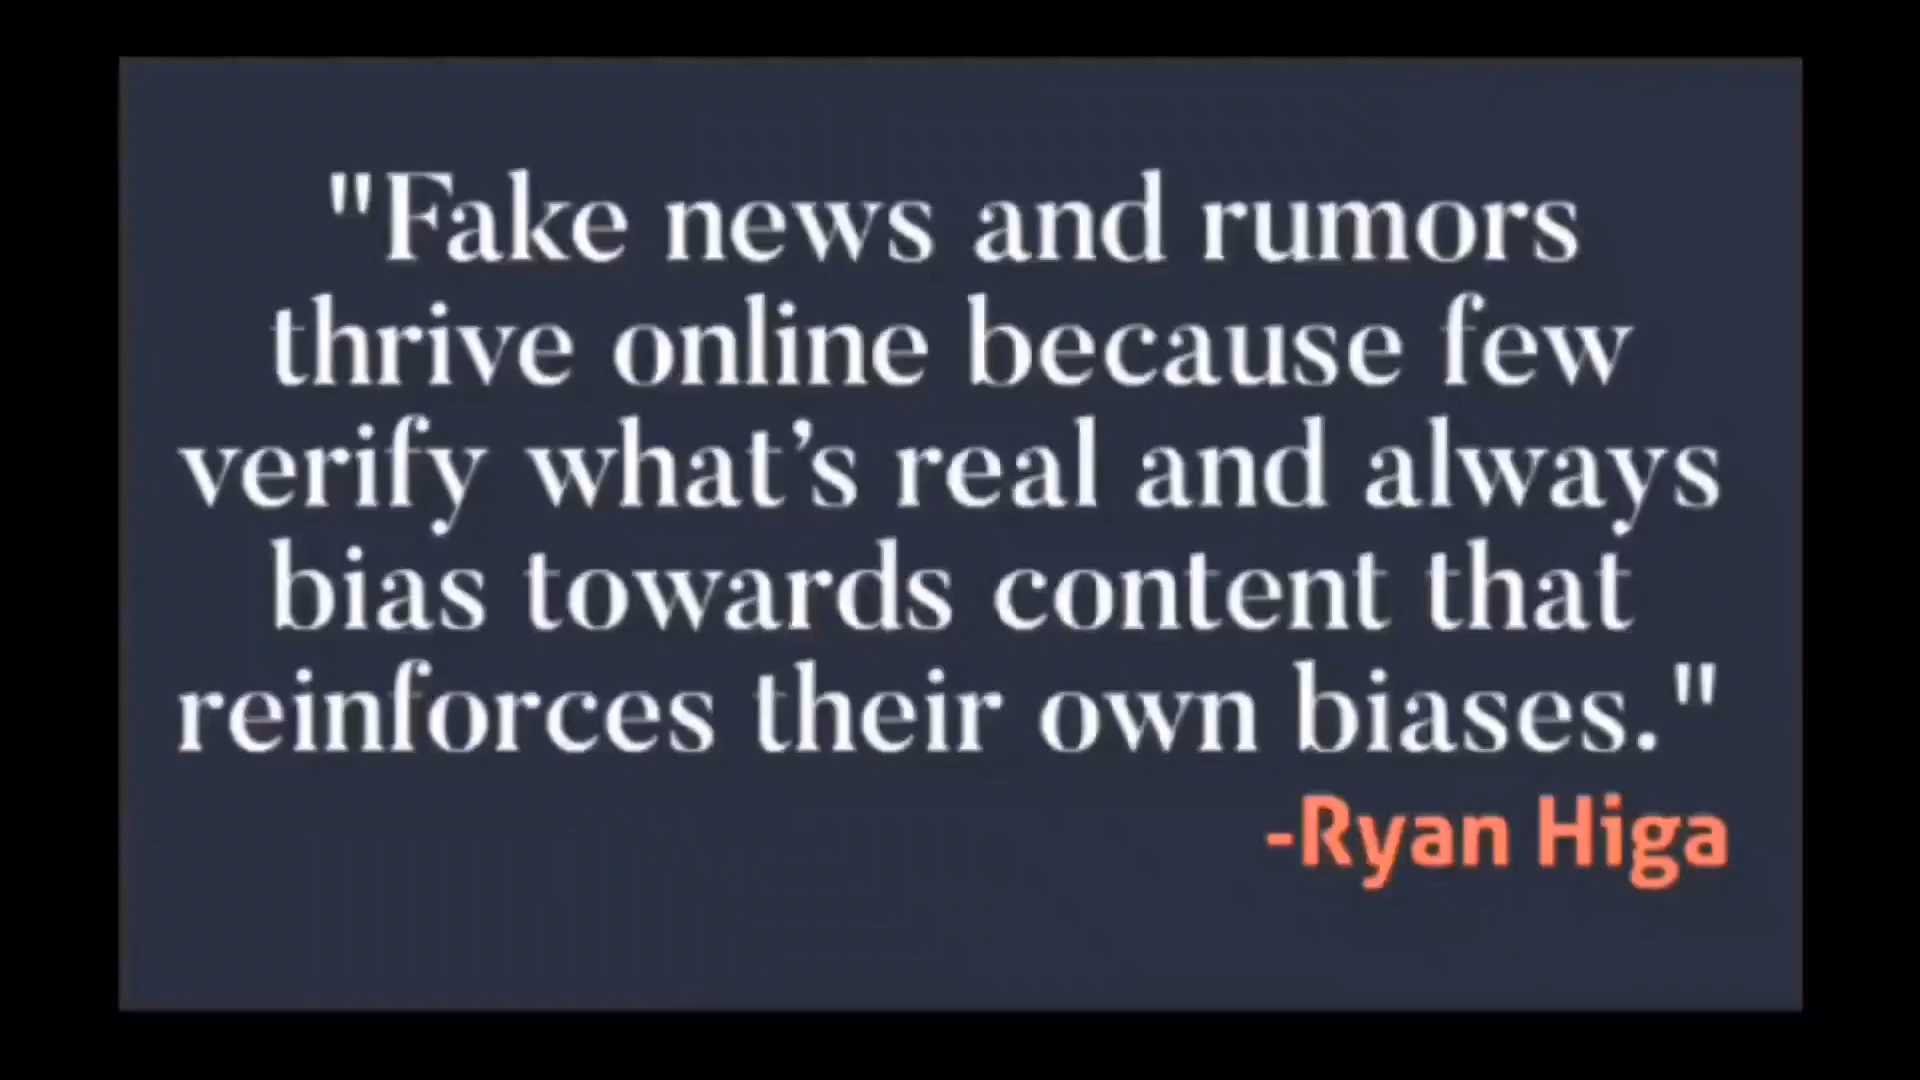 "Fake news and rumors
thrive online because few
verify what’s real and always
bias towards content that
reinforces their own biases."
-Ryan Higa